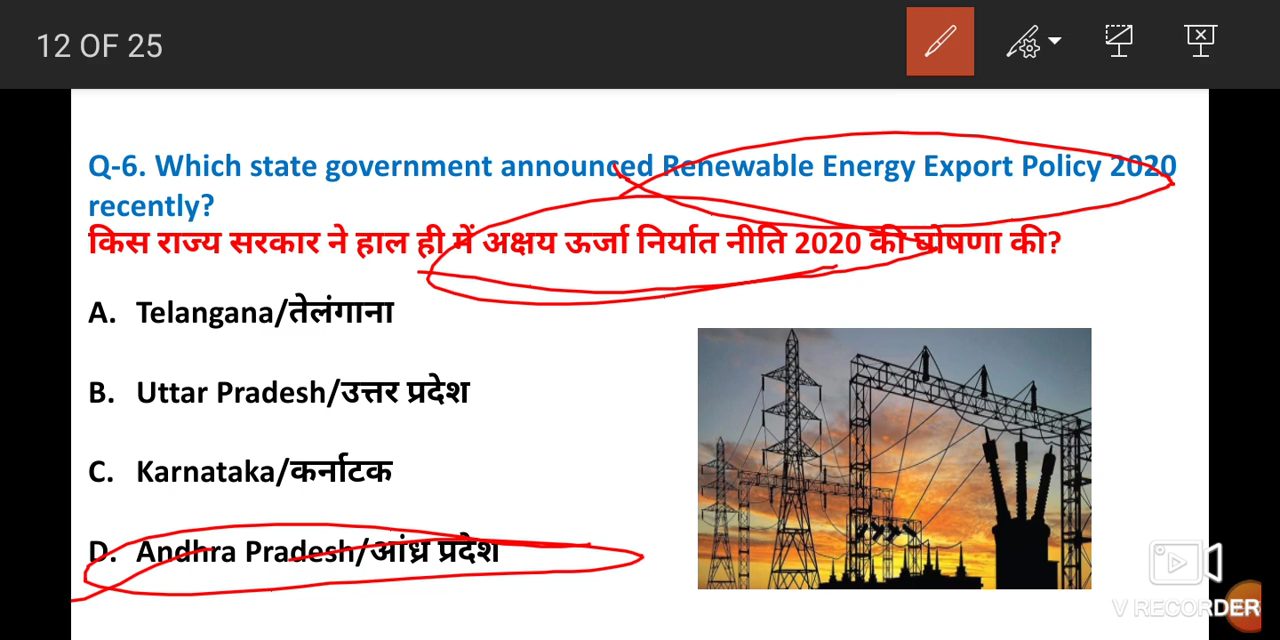 12 OF 25
Q-6. Which state government announced Renewable Energy Export Policy 2020
recently?
किस राज्य सरकार ने हाल ही में अक्षय ऊर्जा निर्यात नीति 2020 की घोषणा की?
A. Telangana/तेलंगाना
B. Uttar Pradesh/उत्तर प्रदेश
C. Karnataka/कर्नाटक
D. Andhra Pradesh/आंध्र प्रदेश
V RECORDER